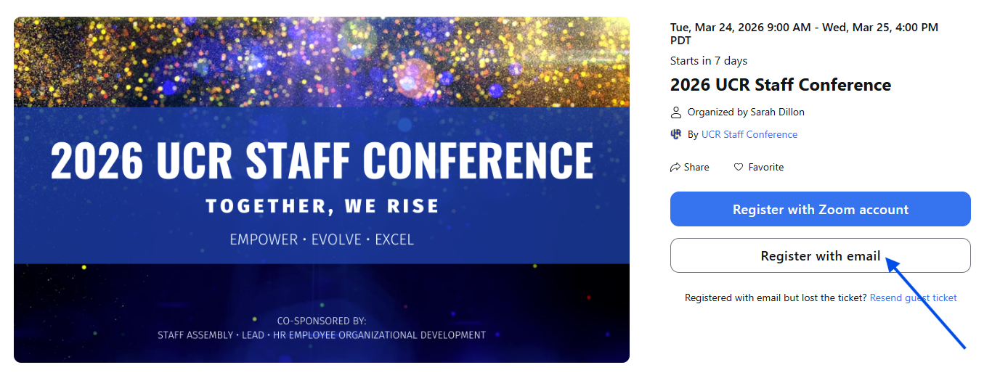 2026 UCR STAFF CONFERENCE
TOGETHER, WE RISE
EMPOWER • EVOLVE • EXCEL
CO-SPONSORED BY:
STAFF ASSEMBLY • LEAD • HR EMPLOYEE ORGANIZATIONAL DEVELOPMENT
Tue, Mar 24, 2026 9:00 AM - Wed, Mar 25, 4:00 PM
PDT
Starts in 7 days
2026 UCR Staff Conference
Organized by Sarah Dillon
UCR
By UCR Staff Conference
Share Favorite
Register with Zoom account
Register with email
Registered with email but lost the ticket? Resend guest ticket